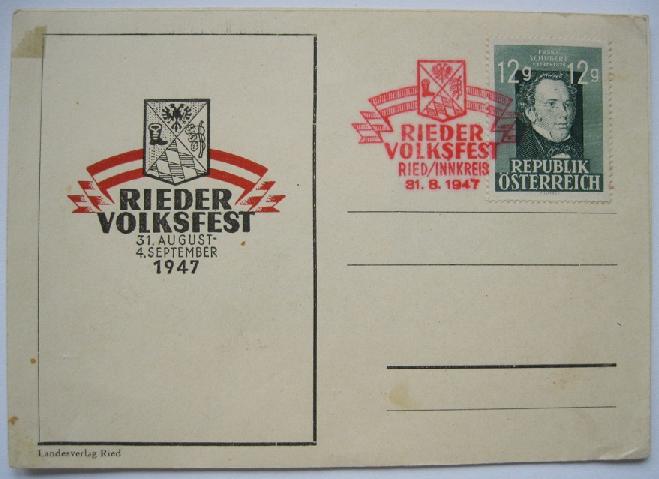 RIEDER
VOLKSFEST
31. AUGUST-
4. SEPTEMBER
1947
Landesverlag Ried
RIEDER
VOLKSFEST
RIED/INNKREIS
31. 8. 1947
FRANZ
SCHUBERT
12g 12g
REPUBLIK
ÖSTERREICH